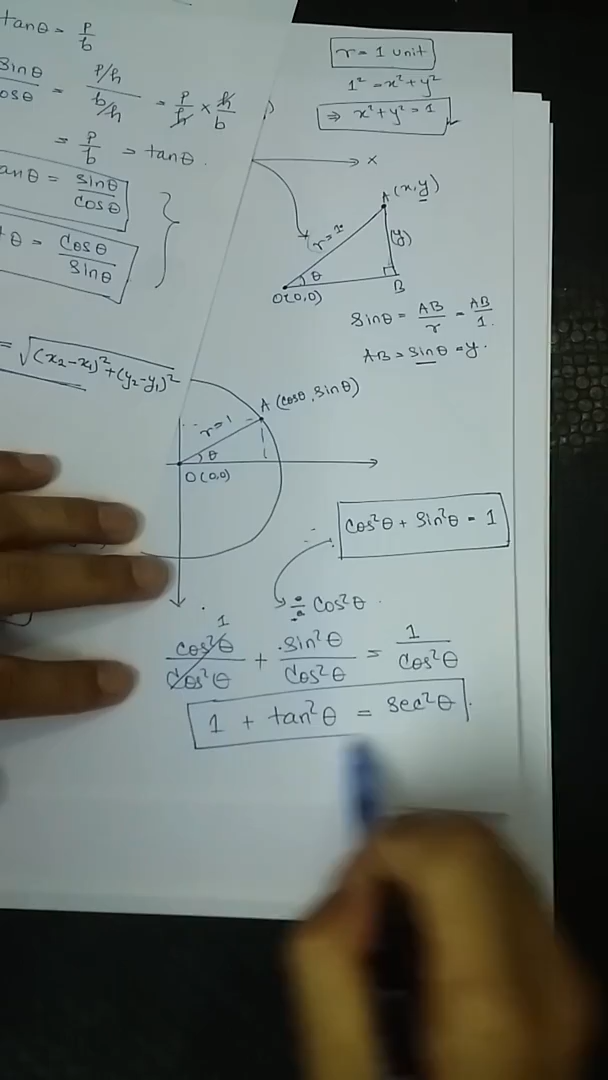 tanθ = p/b
sinθ/cosθ = (p/h)/(b/h) = p/h × h/b
= p/b = tanθ.
tanθ = sinθ/cosθ
θ = cosθ/sinθ
= √(x₂-x₁)²+(y₂-y₁)²
r = 1 unit
1² = x²+y²
⇒ x²+y² = 1
x
A (x, y)
r = 1
(y)
θ
O(0,0)
B
sinθ = AB/r = AB/1.
AB = sinθ = y.
A (cosθ, sinθ)
r = 1
θ
O (0,0)
cos²θ + sin²θ = 1
÷ cos²θ.
1
cos²θ/cos²θ + sin²θ/cos²θ = 1/cos²θ
1 + tan²θ = sec²θ.